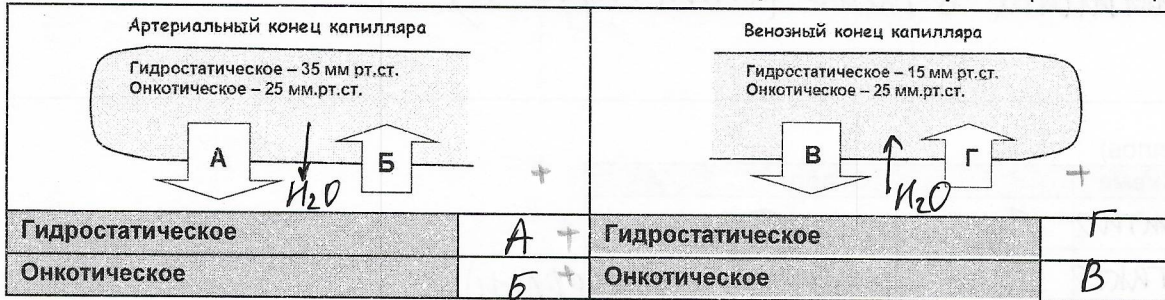 Артериальный конец капилляра
Гидростатическое – 35 мм рт.ст.
Онкотическое – 25 мм.рт.ст.
А
Б
H₂O
+
Венозный конец капилляра
Гидростатическое – 15 мм рт.ст.
Онкотическое – 25 мм.рт.ст.
В
Г
H₂O
+
Гидростатическое А + Гидростатическое Г
Онкотическое Б + Онкотическое В